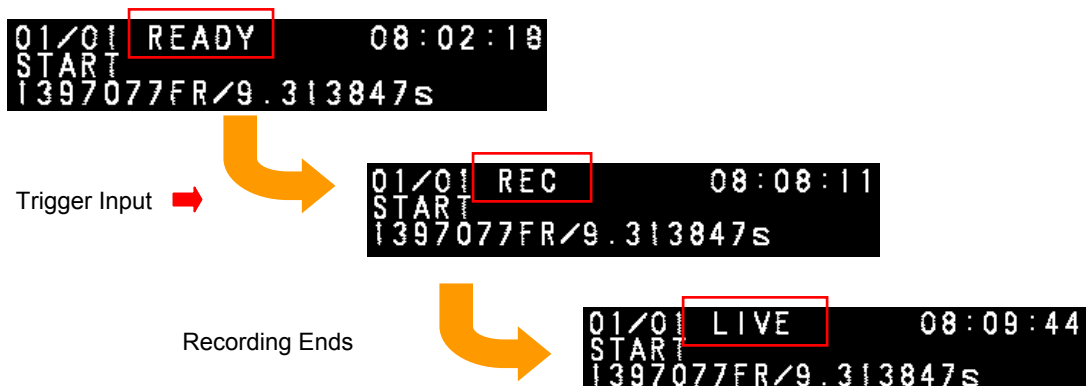 01/01 READY 08:02:18
START
1397077FR/9.313847s
Trigger Input
01/01 REC 08:08:11
START
1397077FR/9.313847s
Recording Ends
01/01 LIVE 08:09:44
START
1397077FR/9.313847s